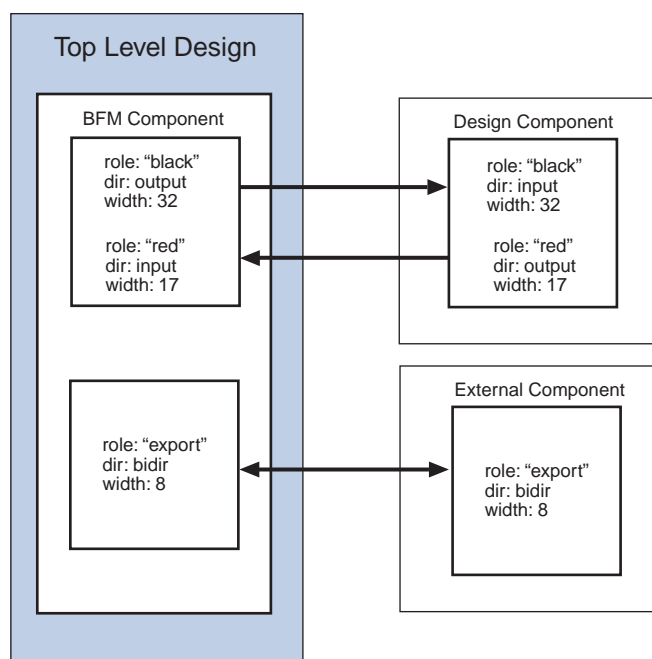 Top Level Design
BFM Component
role: “black”
dir: output
width: 32
role: “red”
dir: input
width: 17
role: “export”
dir: bidir
width: 8
Design Component
role: “black”
dir: input
width: 32
role: “red”
dir: output
width: 17
External Component
role: “export”
dir: bidir
width: 8